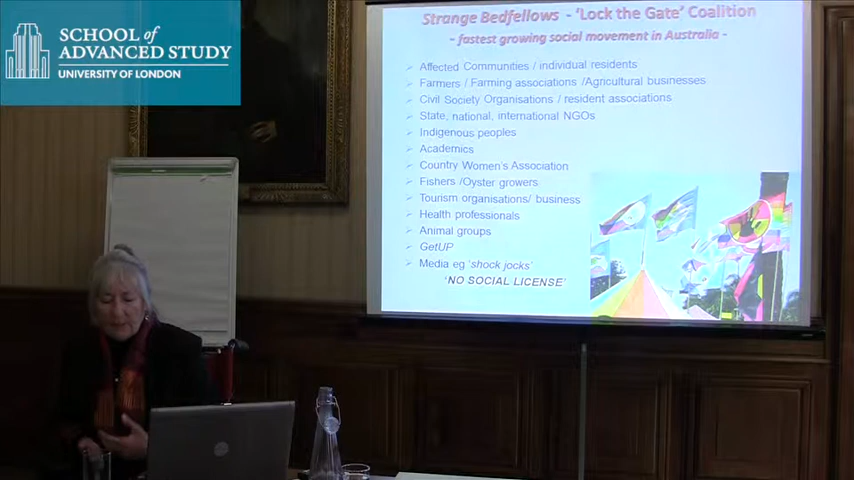 SCHOOL of
ADVANCED STUDY
UNIVERSITY OF LONDON
Strange Bedfellows - 'Lock the Gate' Coalition
- fastest growing social movement in Australia -
Affected Communities / individual residents
Farmers / Farming associations /Agricultural businesses
Civil Society Organisations / resident associations
State, national, international NGOs
Indigenous peoples
Academics
Country Women's Association
Fishers /Oyster growers
Tourism organisations/ business
Health professionals
Animal groups
GetUP
Media eg 'shock jocks'
'NO SOCIAL LICENSE'